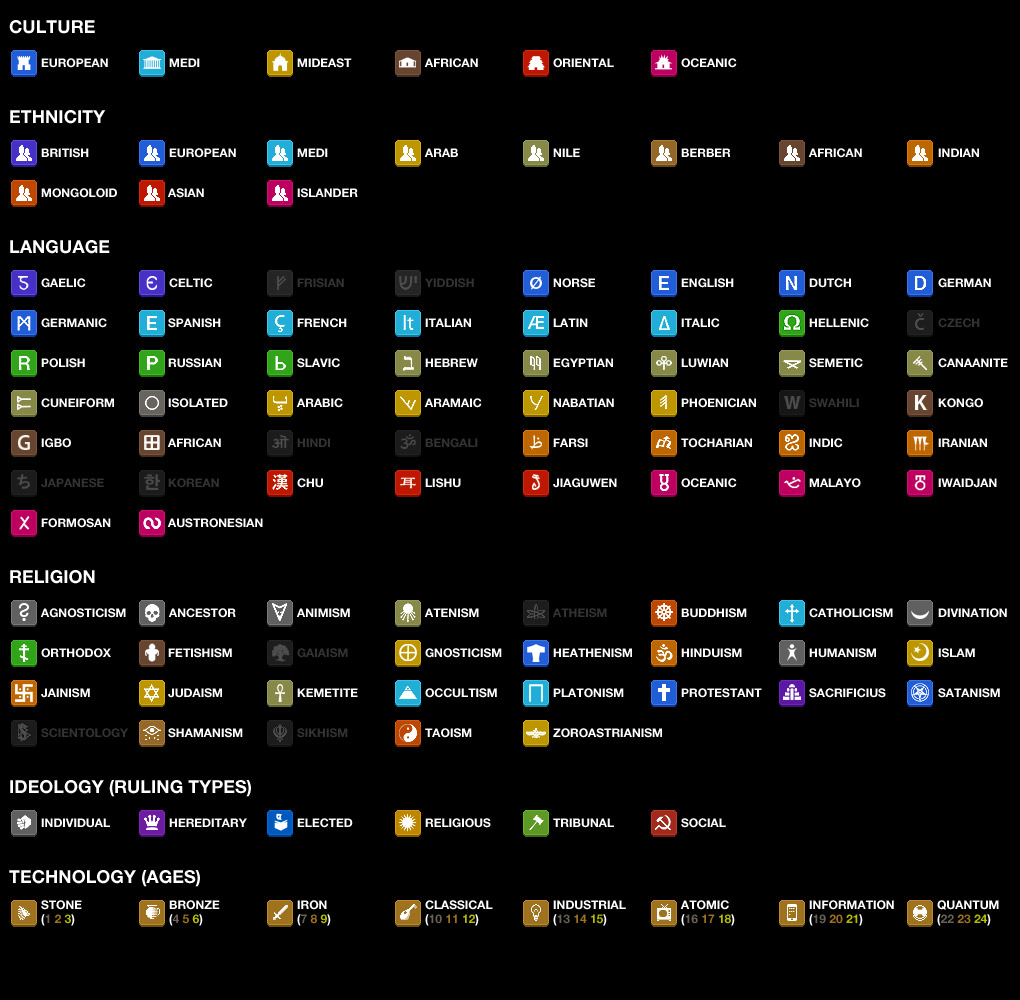 CULTURE
EUROPEAN MEDI MIDEAST AFRICAN ORIENTAL OCEANIC
ETHNICITY
BRITISH EUROPEAN MEDI ARAB NILE BERBER AFRICAN INDIAN
MONGOLOID ASIAN ISLANDER
LANGUAGE
GAELIC CELTIC FRISIAN YIDDISH Ø NORSE E ENGLISH N DUTCH D GERMAN
GERMANIC E SPANISH Ç FRENCH It ITALIAN Æ LATIN Δ ITALIC Ω HELLENIC Č CZECH
R POLISH P RUSSIAN Ь SLAVIC HEBREW EGYPTIAN LUWIAN SEMETIC CANAANITE
CUNEIFORM ISOLATED ARABIC ARAMAIC NABATIAN PHOENICIAN W SWAHILI K KONGO
G IGBO AFRICAN ओ HINDI ॐ BENGALI FARSI TOCHARIAN INDIC IRANIAN
ち JAPANESE 한 KOREAN 漢 CHU LISHU JIAGUWEN OCEANIC MALAYO IWAIDJAN
X FORMOSAN AUSTRONESIAN
RELIGION
AGNOSTICISM ANCESTOR ANIMISM ATENISM ATHEISM BUDDHISM CATHOLICISM DIVINATION
ORTHODOX FETISHISM GAIAISM GNOSTICISM HEATHENISM ॐ HINDUISM HUMANISM ISLAM
JAINISM JUDAISM KEMETITE OCCULTISM PLATONISM PROTESTANT SACRIFICIUS SATANISM
SCIENTOLOGY SHAMANISM SIKHISM TAOISM ZOROASTRIANISM
IDEOLOGY (RULING TYPES)
INDIVIDUAL HEREDITARY ELECTED RELIGIOUS TRIBUNAL SOCIAL
TECHNOLOGY (AGES)
STONE BRONZE IRON CLASSICAL INDUSTRIAL ATOMIC INFORMATION QUANTUM
(1 2 3) (4 5 6) (7 8 9) (10 11 12) (13 14 15) (16 17 18) (19 20 21) (22 23 24)